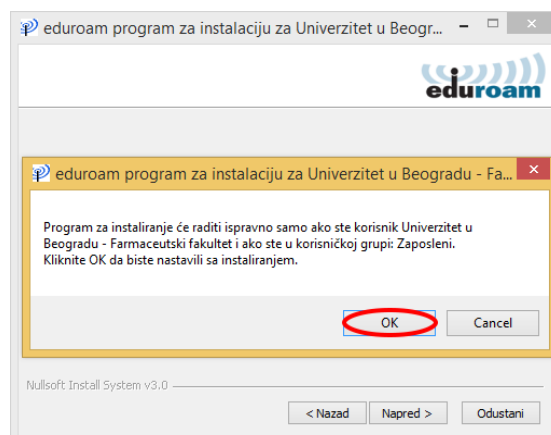 eduroam program za instalaciju za Univerzitet u Beogr...
eduroam
eduroam program za instalaciju za Univerzitet u Beogradu - Fa...
Program za instaliranje će raditi ispravno samo ako ste korisnik Univerzitet u
Beogradu - Farmaceutski fakultet i ako ste u korisničkoj grupi: Zaposleni.
Kliknite OK da biste nastavili sa instaliranjem.
OK Cancel
Nullsoft Install System v3.0
< Nazad Napred > Odustani